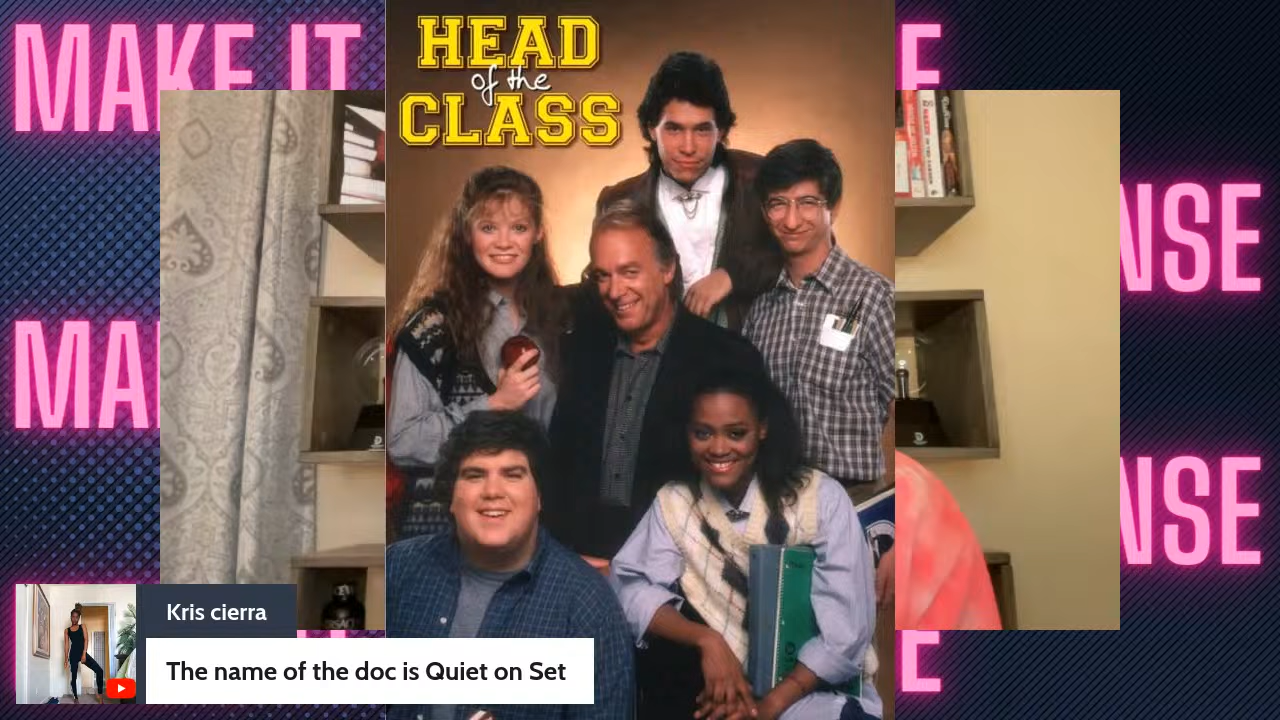 MAKE IT
HEAD
of the
CLASS
E
NSE
MA
NSE
E
Kris cierra
The name of the doc is Quiet on Set